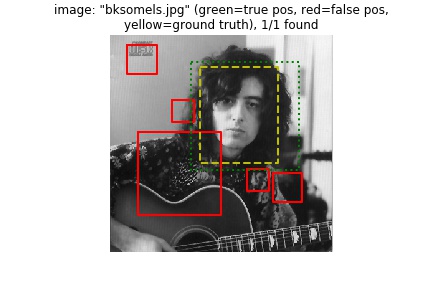 image: "bksomels.jpg" (green=true pos, red=false pos,
yellow=ground truth), 1/1 found